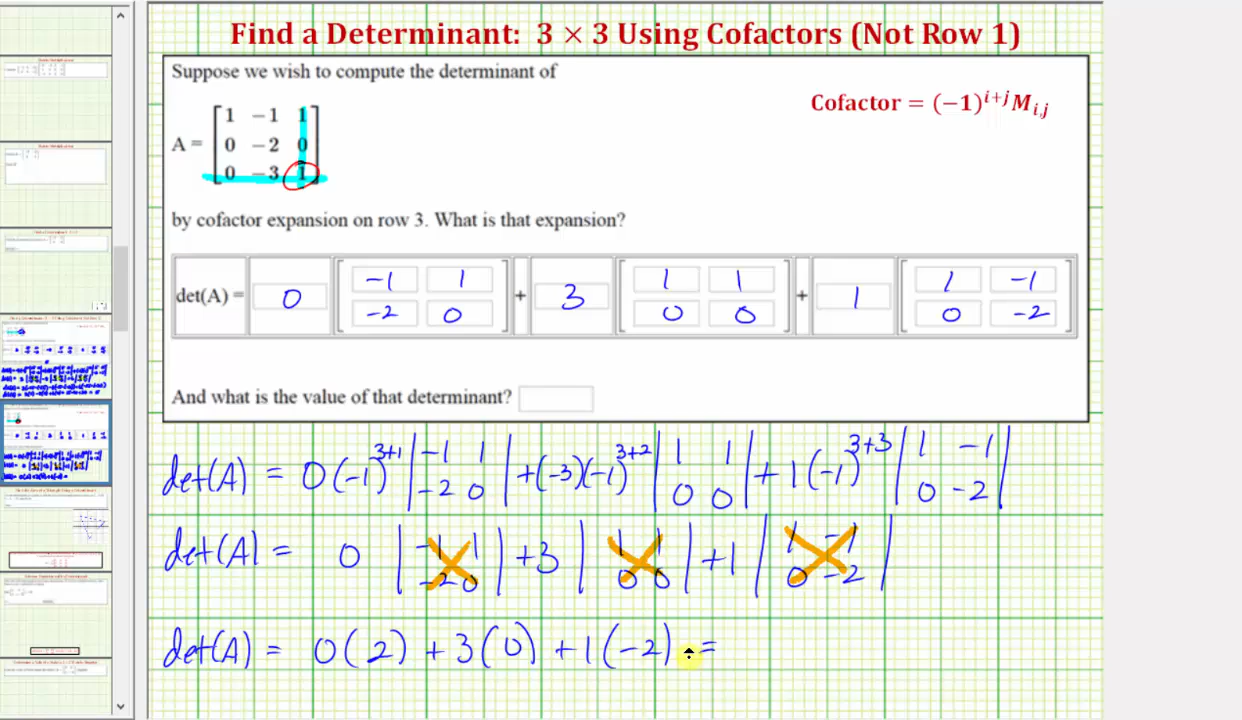 Find a Determinant: 3 × 3 Using Cofactors (Not Row 1)
Suppose we wish to compute the determinant of
Cofactor = (−1)^{i+j} M_{i,j}
1 −1 1
A = 0 −2 0
0 −3 1
by cofactor expansion on row 3. What is that expansion?
det(A) = 0 [−1 1 −2 0] + 3 [1 1 0 0] + 1 [1 −1 0 −2]
And what is the value of that determinant?
det(A) = 0(−1)^{3+1} |−1 1 −2 0| + (−3)(−1)^{3+2} |1 1 0 0| + 1(−1)^{3+3} |1 −1 0 −2|
det(A) = 0 |−1 1 −2 0| + 3 |1 1 0 0| + 1 |1 −1 0 −2|
det(A) = 0(2) + 3(0) + 1(−2) =